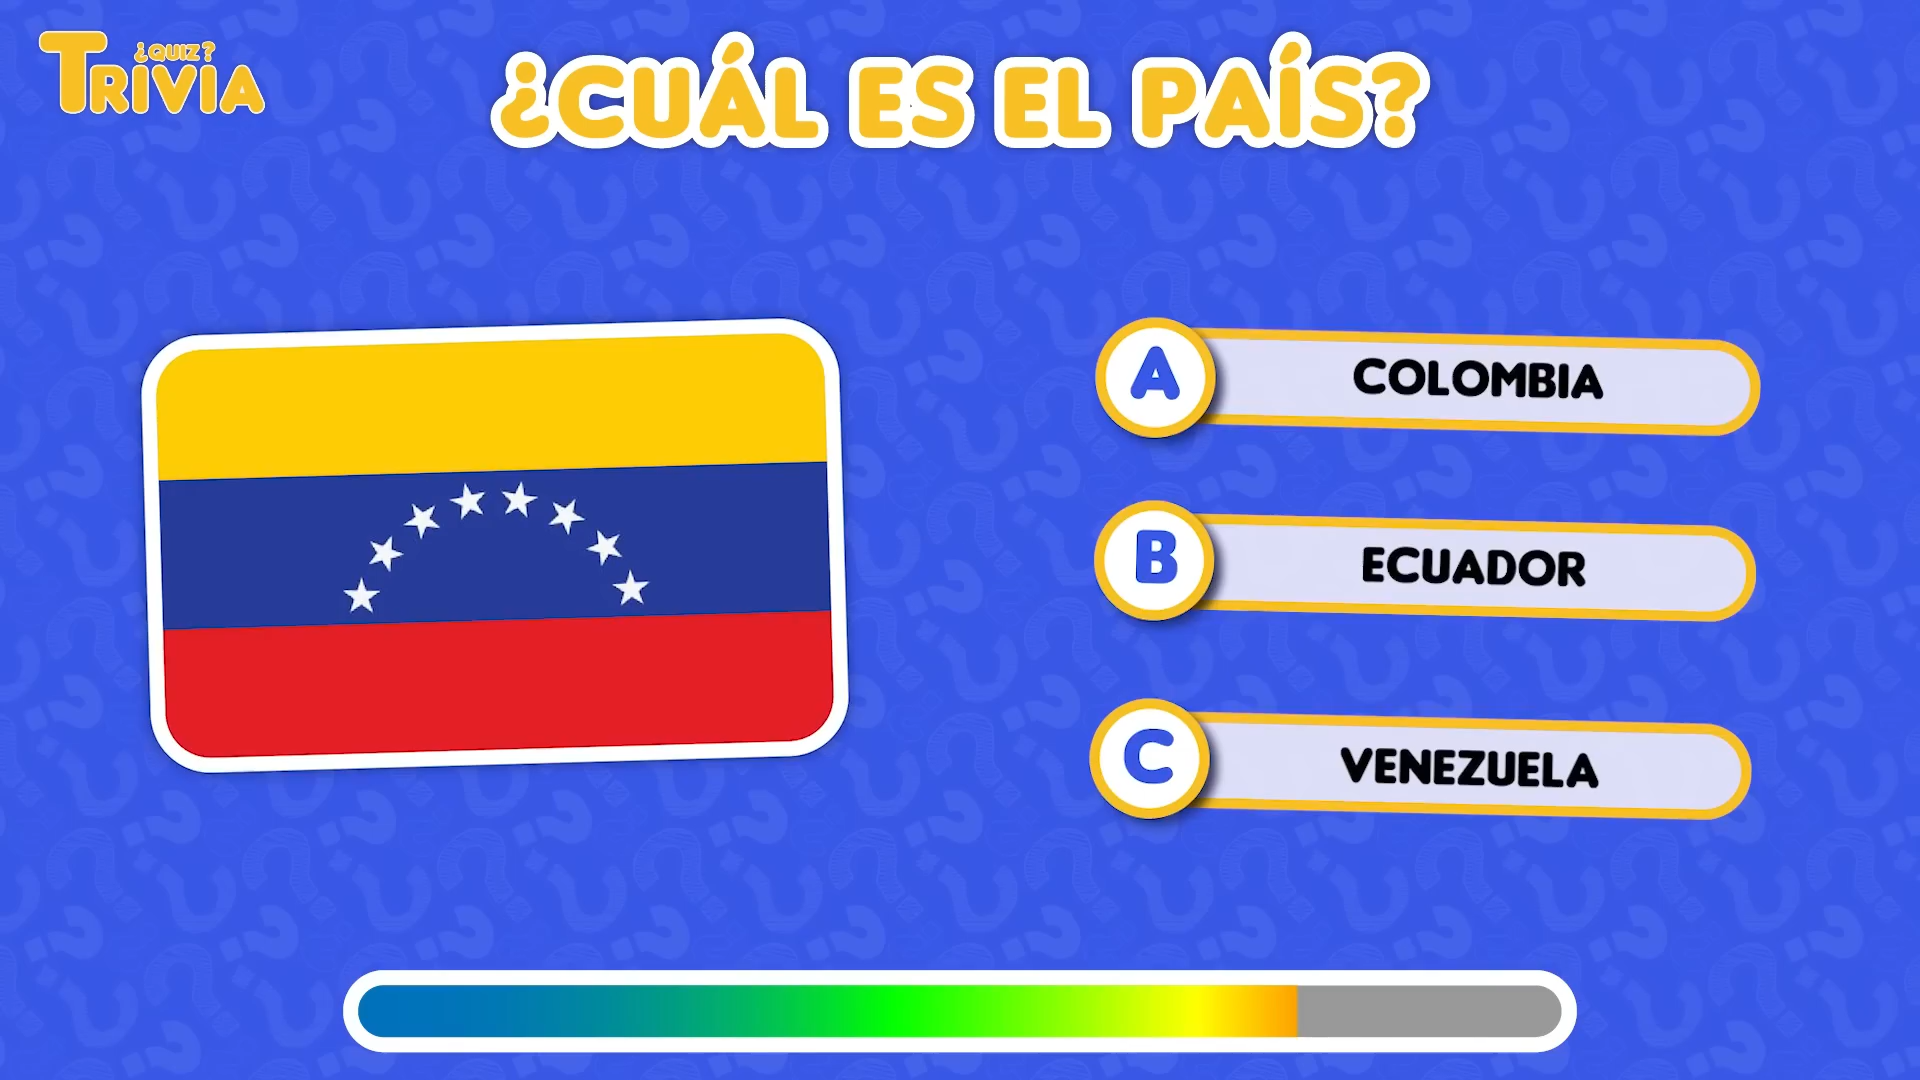 ¿QUIZ?
TRIVIA
¿CUÁL ES EL PAÍS?
A COLOMBIA
B ECUADOR
C VENEZUELA